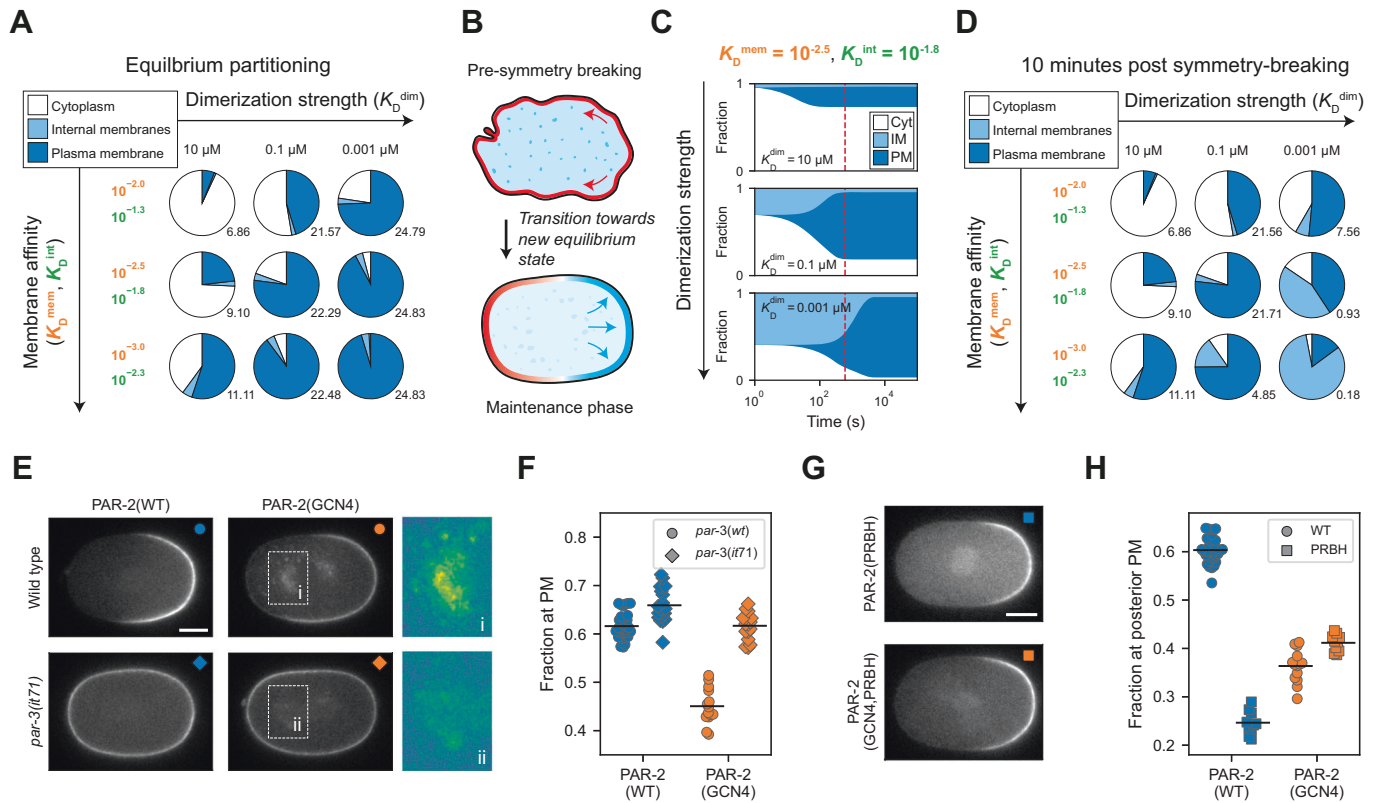 A
Equilbrium partitioning
Cytoplasm
Internal membranes
Plasma membrane
Dimerization strength (K_D^dim)
10 µM
0.1 µM
0.001 µM
Membrane affinity
(K_D^mem, K_D^int)
10^-2.0
10^-1.3
6.86
21.57
24.79
10^-2.5
10^-1.8
9.10
22.29
24.83
10^-3.0
10^-2.3
11.11
22.48
24.83
B
Pre-symmetry breaking
Transition towards
new equilibrium
state
Maintenance phase
C
K_D^mem = 10^-2.5, K_D^int = 10^-1.8
Dimerization strength
1
Fraction
0
K_D^dim = 10 µM
Cyt
IM
PM
1
Fraction
0
K_D^dim = 0.1 µM
1
Fraction
0
K_D^dim = 0.001 µM
10^0
10^2
10^4
Time (s)
D
10 minutes post symmetry-breaking
Cytoplasm
Internal membranes
Plasma membrane
Dimerization strength (K_D^dim)
10 µM
0.1 µM
0.001 µM
Membrane affinity
(K_D^mem, K_D^int)
10^-2.0
10^-1.3
6.86
21.56
7.56
10^-2.5
10^-1.8
9.10
21.71
0.93
10^-3.0
10^-2.3
11.11
4.85
0.18
E
PAR-2(WT)
PAR-2(GCN4)
Wild type
i
i
par-3(it71)
ii
ii
F
Fraction at PM
0.8
0.7
0.6
0.5
0.4
par-3(wt)
par-3(it71)
PAR-2
(WT)
PAR-2
(GCN4)
G
PAR-2(PRBH)
PAR-2
(GCN4,PRBH)
H
Fraction at posterior PM
0.6
0.5
0.4
0.3
0.2
WT
PRBH
PAR-2
(WT)
PAR-2
(GCN4)